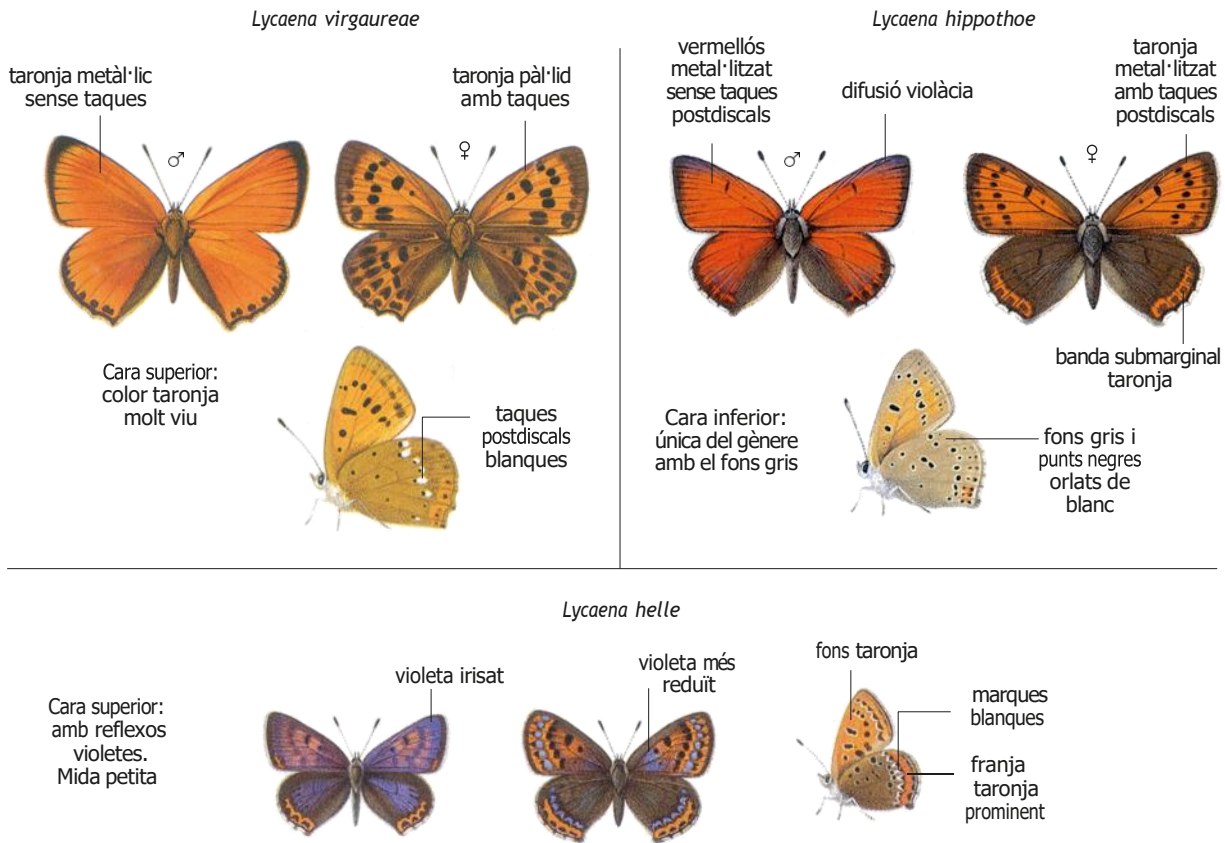 Lycaena virgaureae
taronja metàl·lic
sense taques
♂
taronja pàl·lid
amb taques
♀
Cara superior:
color taronja
molt viu
taques
postdiscals
blanques
Lycaena hippothoe
vermellós
metal·litzat
sense taques
postdiscals
difusió violàcia
♂
taronja
metal·litzat
amb taques
postdiscals
♀
banda submarginal
taronja
Cara inferior:
única del gènere
amb el fons gris
fons gris i
punts negres
orlats de
blanc
Lycaena helle
Cara superior:
amb reflexos
violetes.
Mida petita
violeta irisat
violeta més
reduït
fons taronja
marques
blanques
franja
taronja
prominent